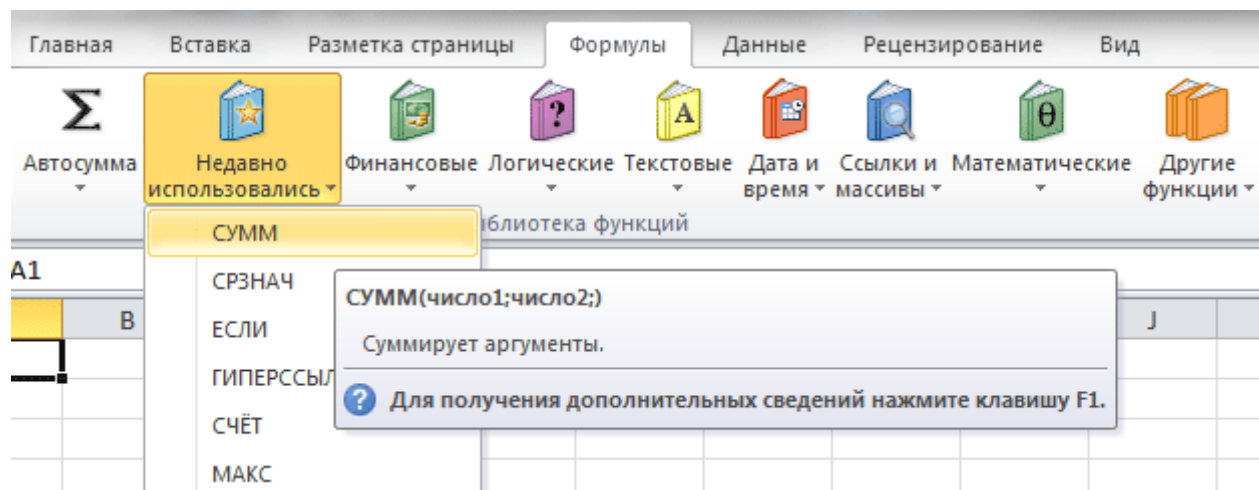 Главная Вставка Разметка страницы Формулы Данные Рецензирование Вид
Σ ? A θ
Автосумма Недавно использовались Финансовые Логические Текстовые Дата и время Ссылки и массивы Математические Другие функции
иблиотека функций
СУММ
A1
СРЗНАЧ
СУММ(число1;число2;)
B
J
ЕСЛИ
Суммирует аргументы.
ГИПЕРССЫЛ
? Для получения дополнительных сведений нажмите клавишу F1.
СЧЁТ
МАКС